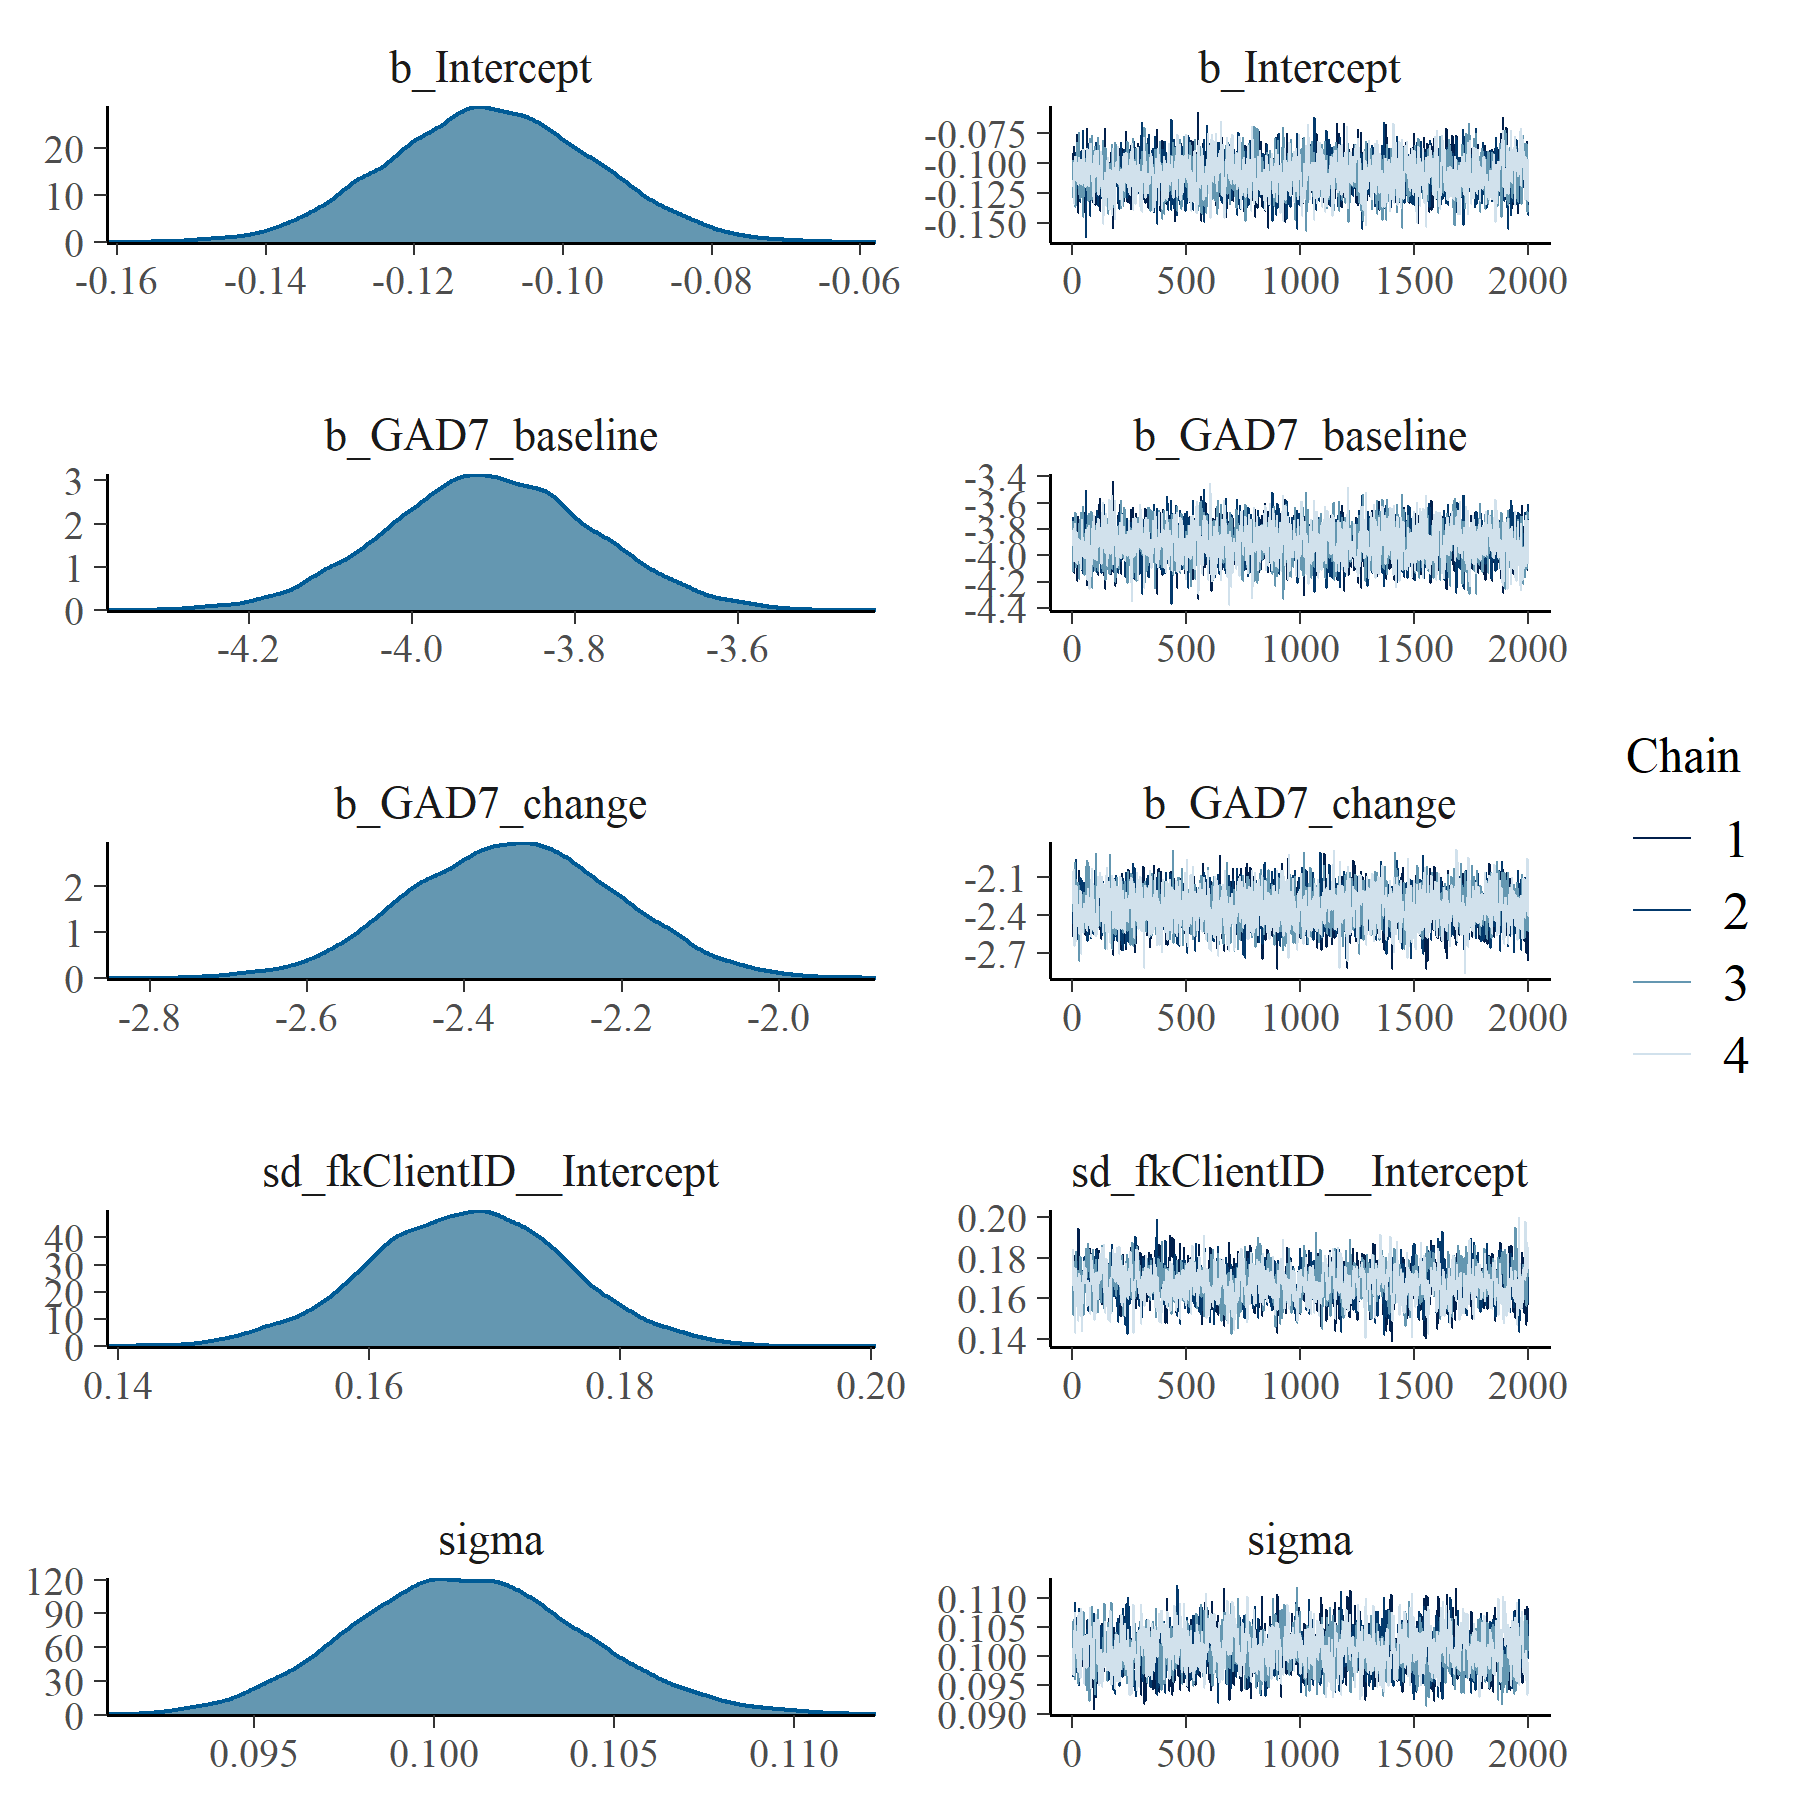 b_Intercept
20
10
0
-0.16 -0.14 -0.12 -0.10 -0.08 -0.06
b_Intercept
-0.075
-0.100
-0.125
-0.150
0 500 1000 1500 2000
b_GAD7_baseline
3
2
1
0
-4.2 -4.0 -3.8 -3.6
b_GAD7_baseline
-3.4
-3.6
-3.8
-4.0
-4.2
-4.4
0 500 1000 1500 2000
b_GAD7_change
2
1
0
-2.8 -2.6 -2.4 -2.2 -2.0
b_GAD7_change
-2.1
-2.4
-2.7
0 500 1000 1500 2000
sd_fkClientID__Intercept
40
30
20
10
0
0.14 0.16 0.18 0.20
sd_fkClientID__Intercept
0.20
0.18
0.16
0.14
0 500 1000 1500 2000
sigma
120
90
60
30
0
0.095 0.100 0.105 0.110
sigma
0.110
0.105
0.100
0.095
0.090
0 500 1000 1500 2000
Chain
1
2
3
4